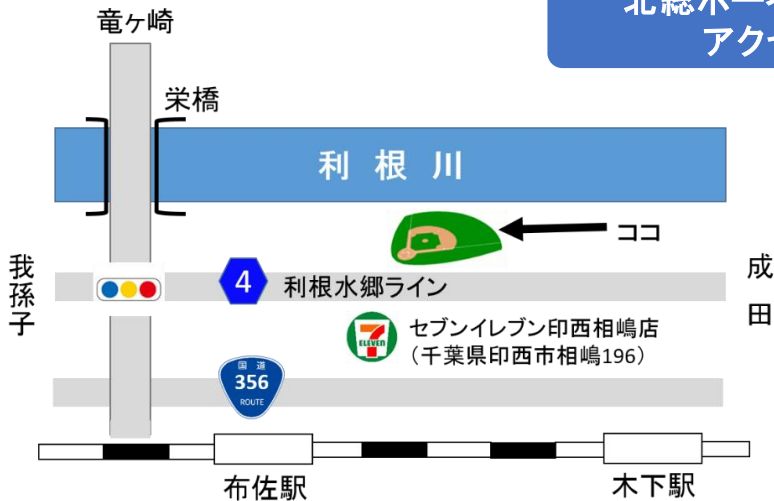 北総ボー
アク
竜ヶ崎
栄橋
利根川
ココ
我孫子
4
利根水郷ライン
成田
7
ELEVEN
セブンイレブン印西相嶋店
（千葉県印西市相嶋196）
国道
356
ROUTE
布佐駅
木下駅